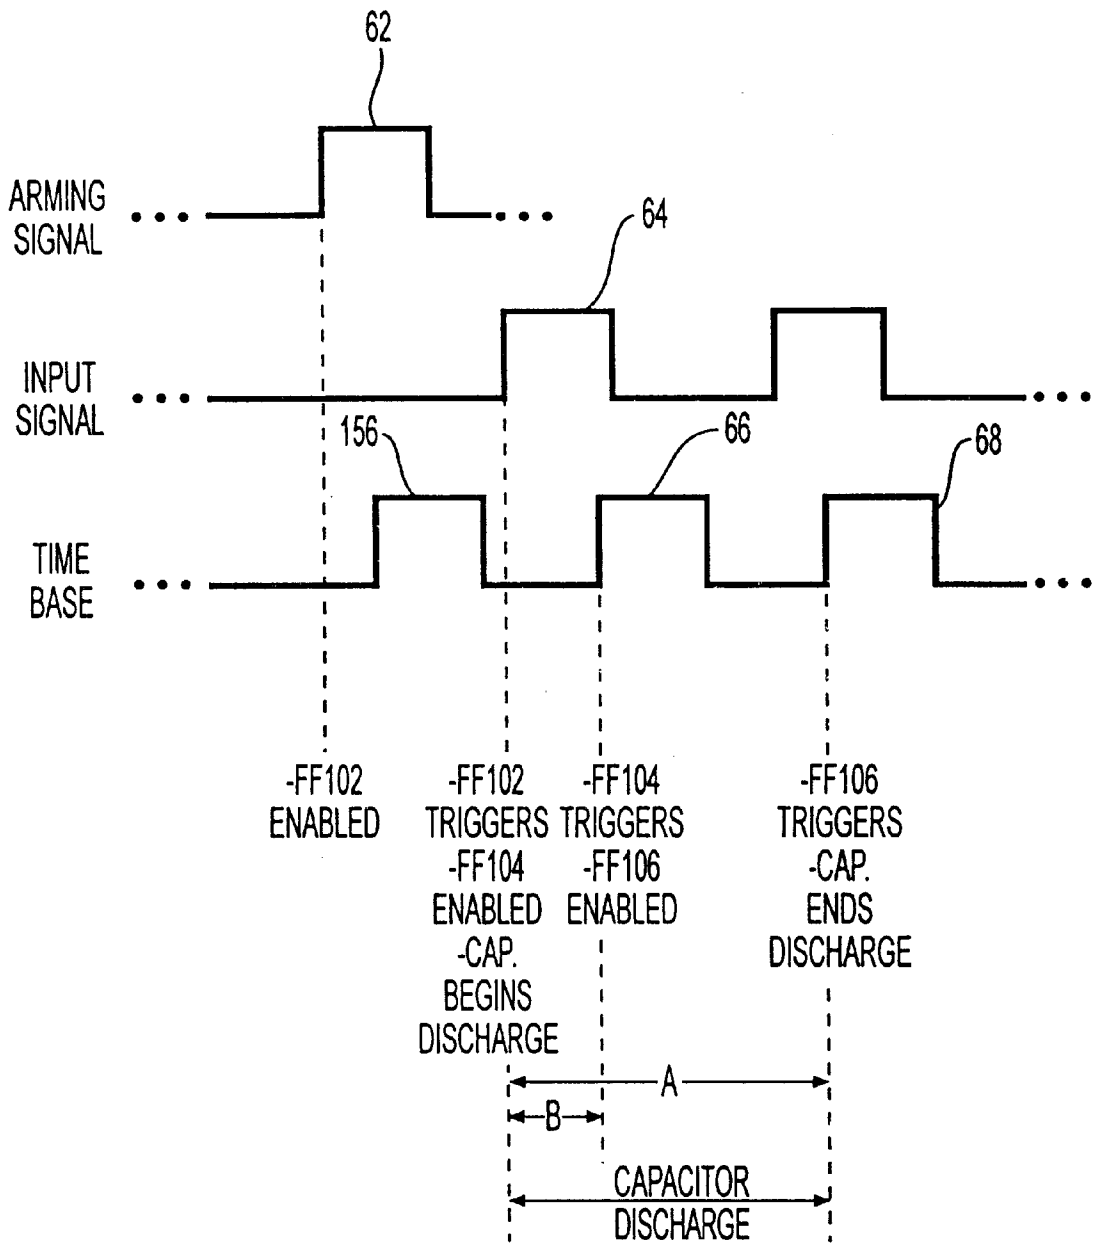 62
ARMING
SIGNAL
64
INPUT
SIGNAL
156
66
68
TIME
BASE
-FF102
ENABLED
-FF102
TRIGGERS
-FF104
ENABLED
-CAP.
BEGINS
DISCHARGE
-FF104
TRIGGERS
-FF106
ENABLED
-FF106
TRIGGERS
-CAP.
ENDS
DISCHARGE
A
B
CAPACITOR
DISCHARGE